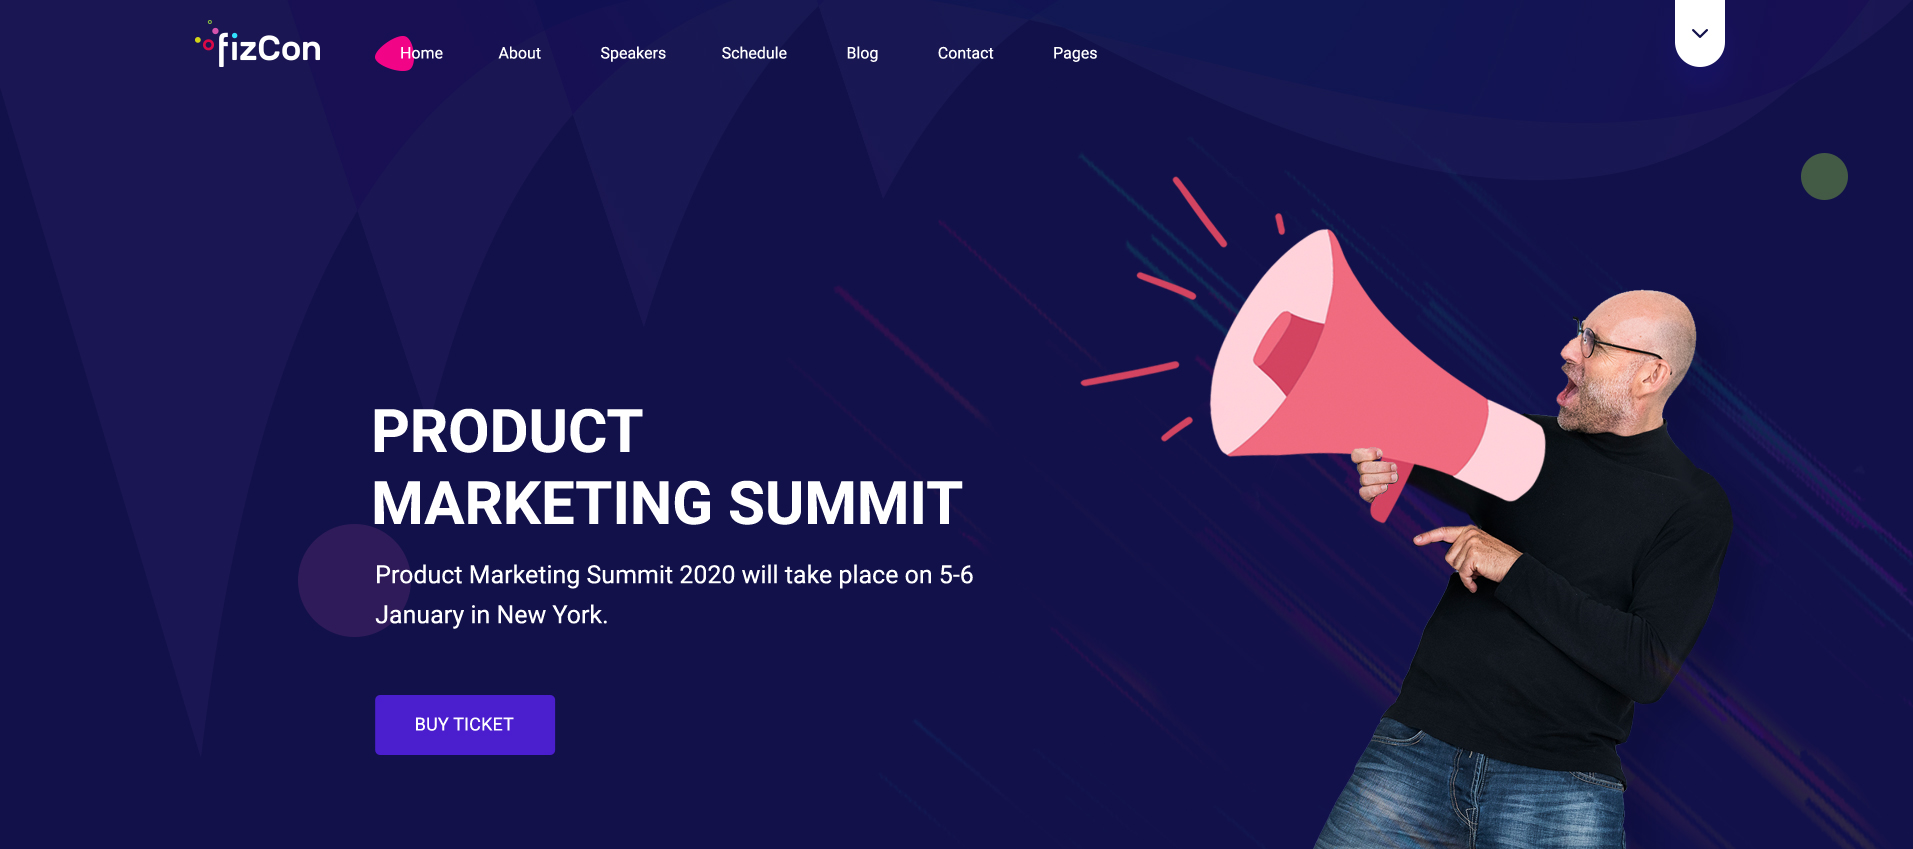 fizCon
Home About Speakers Schedule Blog Contact Pages
PRODUCT
MARKETING SUMMIT
Product Marketing Summit 2020 will take place on 5-6
January in New York.
BUY TICKET